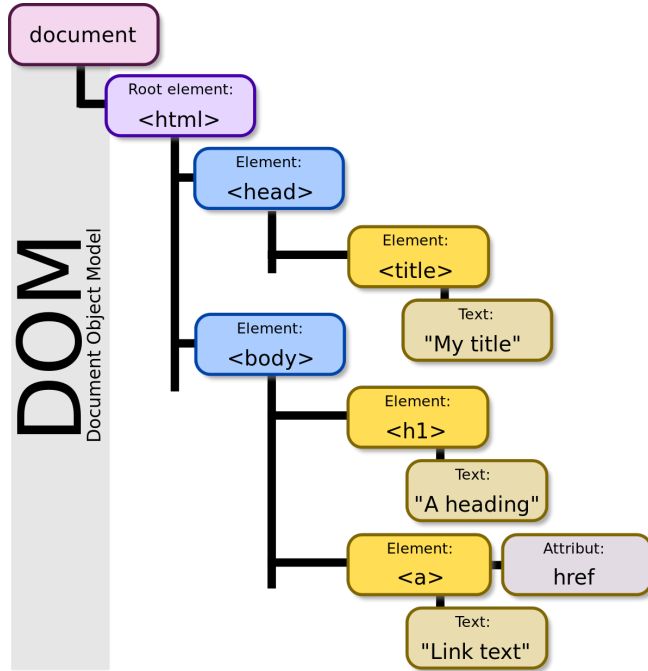 document
Root element:
<html>
Element:
<head>
Element:
<title>
Text:
"My title"
Element:
<body>
Element:
<h1>
Text:
"A heading"
Element:
<a>
Attribut:
href
Text:
"Link text"
DOM
Document Object Model